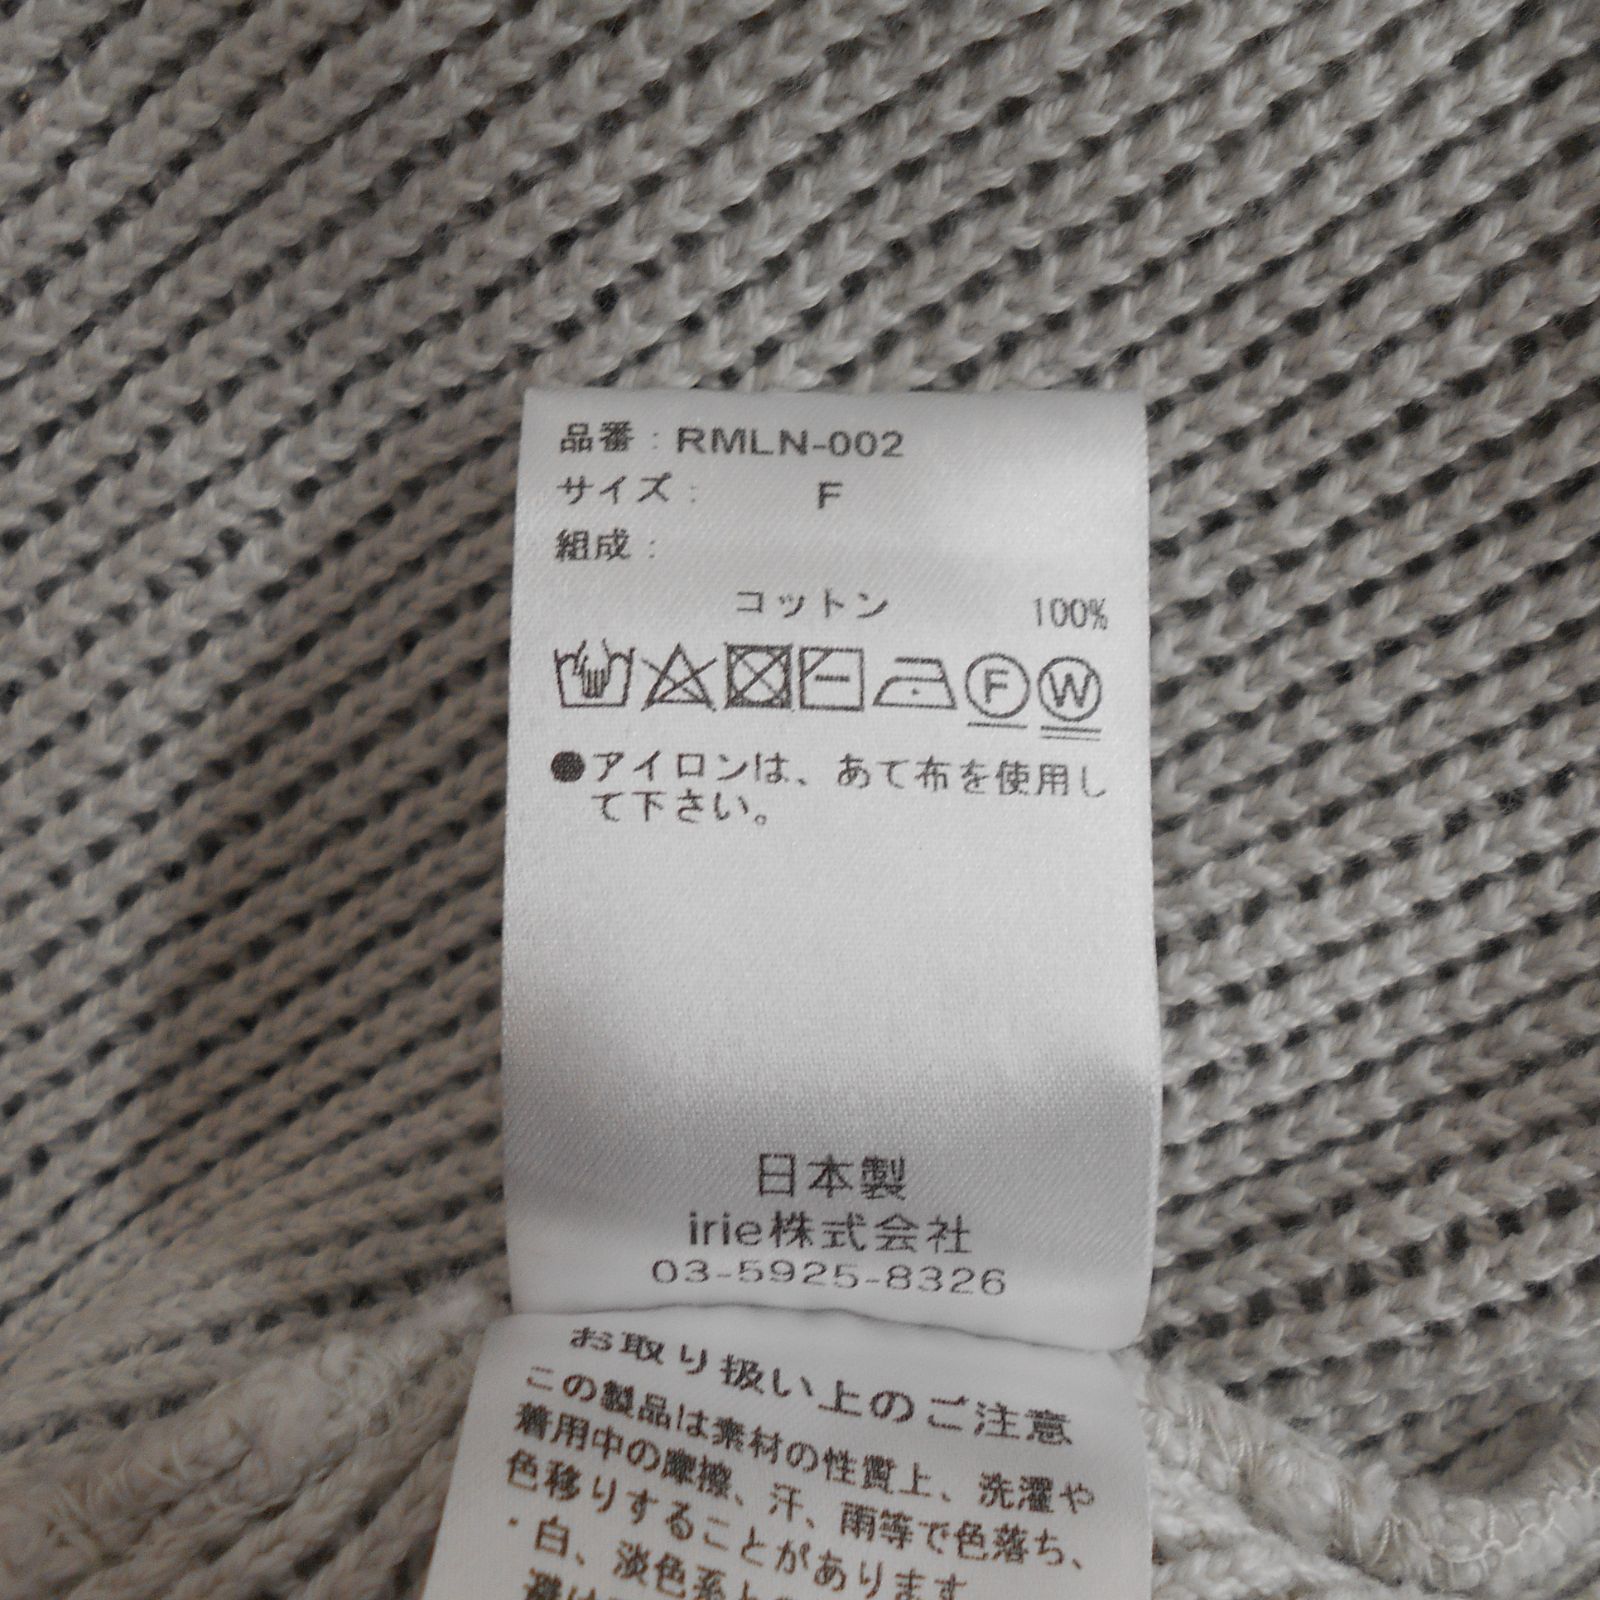 品番：RMLN-002
サイズ： F
組成：
コットン 100%
F W
●アイロンは、あて布を使用し
て下さい。
日本製
irie株式会社
03-5925-8326
お取り扱い上のご注意
この製品は素材の性質上、洗濯や
着用中の摩擦、汗、雨等で色落ち、
色移りすることがあります
・白、淡色系
避け